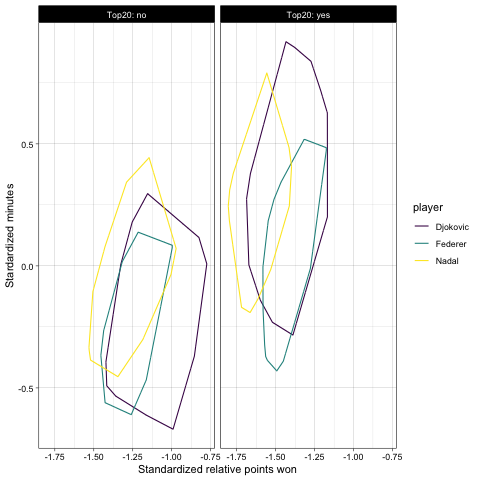 Top20: no
Top20: yes
Standardized minutes
0.5
0.0
-0.5
-1.75 -1.50 -1.25 -1.00 -0.75
-1.75 -1.50 -1.25 -1.00 -0.75
Standardized relative points won
player
Djokovic
Federer
Nadal